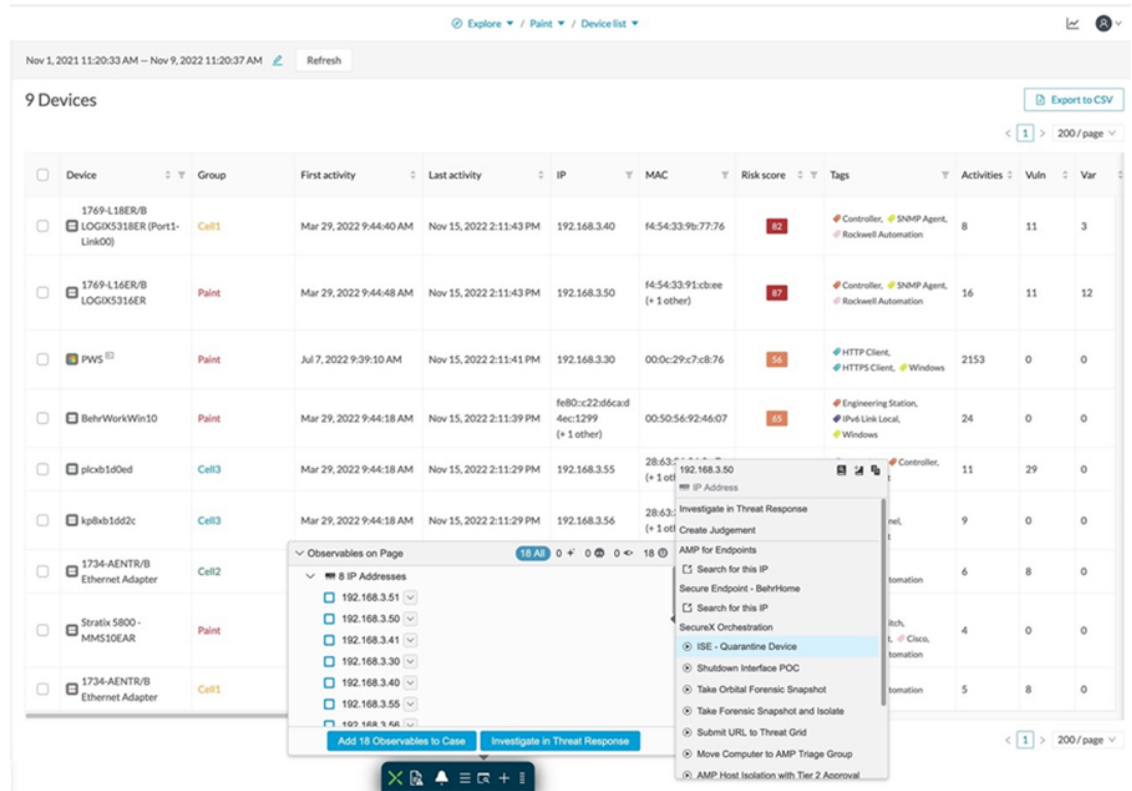 Explore / Paint / Device list
Nov 1, 2021 11:20:33 AM — Nov 9, 2022 11:20:37 AM Refresh
9 Devices
Export to CSV
< 1 > 200 / page
Device Group First activity Last activity IP MAC Risk score Tags Activities Vuln Var
1769-L18ER/B LOGIX5318ER (Port1-Link00) Cell1 Mar 29, 2022 9:44:40 AM Nov 15, 2022 2:11:43 PM 192.168.3.40 f4:54:33:9b:77:76 82 Controller, SNMP Agent, Rockwell Automation 8 11 3
1769-L16ER/B LOGIX5316ER Paint Mar 29, 2022 9:44:48 AM Nov 15, 2022 2:11:43 PM 192.168.3.50 f4:54:33:91:cb:ee (+ 1 other) 87 Controller, SNMP Agent, Rockwell Automation 16 11 12
PWS Paint Jul 7, 2022 9:39:10 AM Nov 15, 2022 2:11:41 PM 192.168.3.30 00:0c:29:c7:c8:76 56 HTTP Client, HTTPS Client, Windows 2153 0 0
BehrWorkWin10 Paint Mar 29, 2022 9:44:18 AM Nov 15, 2022 2:11:39 PM fe80::c22:d6ca:d4ec:1299 (+ 1 other) 00:50:56:92:46:07 65 Engineering Station, IPv6 Link Local, Windows 24 0 0
plcxb1d0ed Cell3 Mar 29, 2022 9:44:18 AM Nov 15, 2022 2:11:29 PM 192.168.3.55 28:63: (+ 1 Controller, 11 29 0
kp8xb1dd2c Cell3 Mar 29, 2022 9:44:18 AM Nov 15, 2022 2:11:29 PM 192.168.3.56 28:63: (+ 1 9 0 0
1734-AENTR/B Ethernet Adapter Cell2 6 8 0
Stratix 5800 - MMS10EAR Paint Cisco, 4 0 0
1734-AENTR/B Ethernet Adapter Cell1 5 8 0
Observables on Page 18 All 0 0 0 18
8 IP Addresses
192.168.3.51
192.168.3.50
192.168.3.41
192.168.3.30
192.168.3.40
192.168.3.55
192.168.3.56
Add 18 Observables to Case Investigate in Threat Response
192.168.3.50
IP Address
Investigate in Threat Response
Create Judgement
AMP for Endpoints
Search for this IP
Secure Endpoint - BehrHome
Search for this IP
SecureX Orchestration
ISE - Quarantine Device
Shutdown Interface POC
Take Orbital Forensic Snapshot
Take Forensic Snapshot and Isolate
Submit URL to Threat Grid
Move Computer to AMP Triage Group
AMP Host Isolation with Tier 2 Approval
< 1 > 200 / page